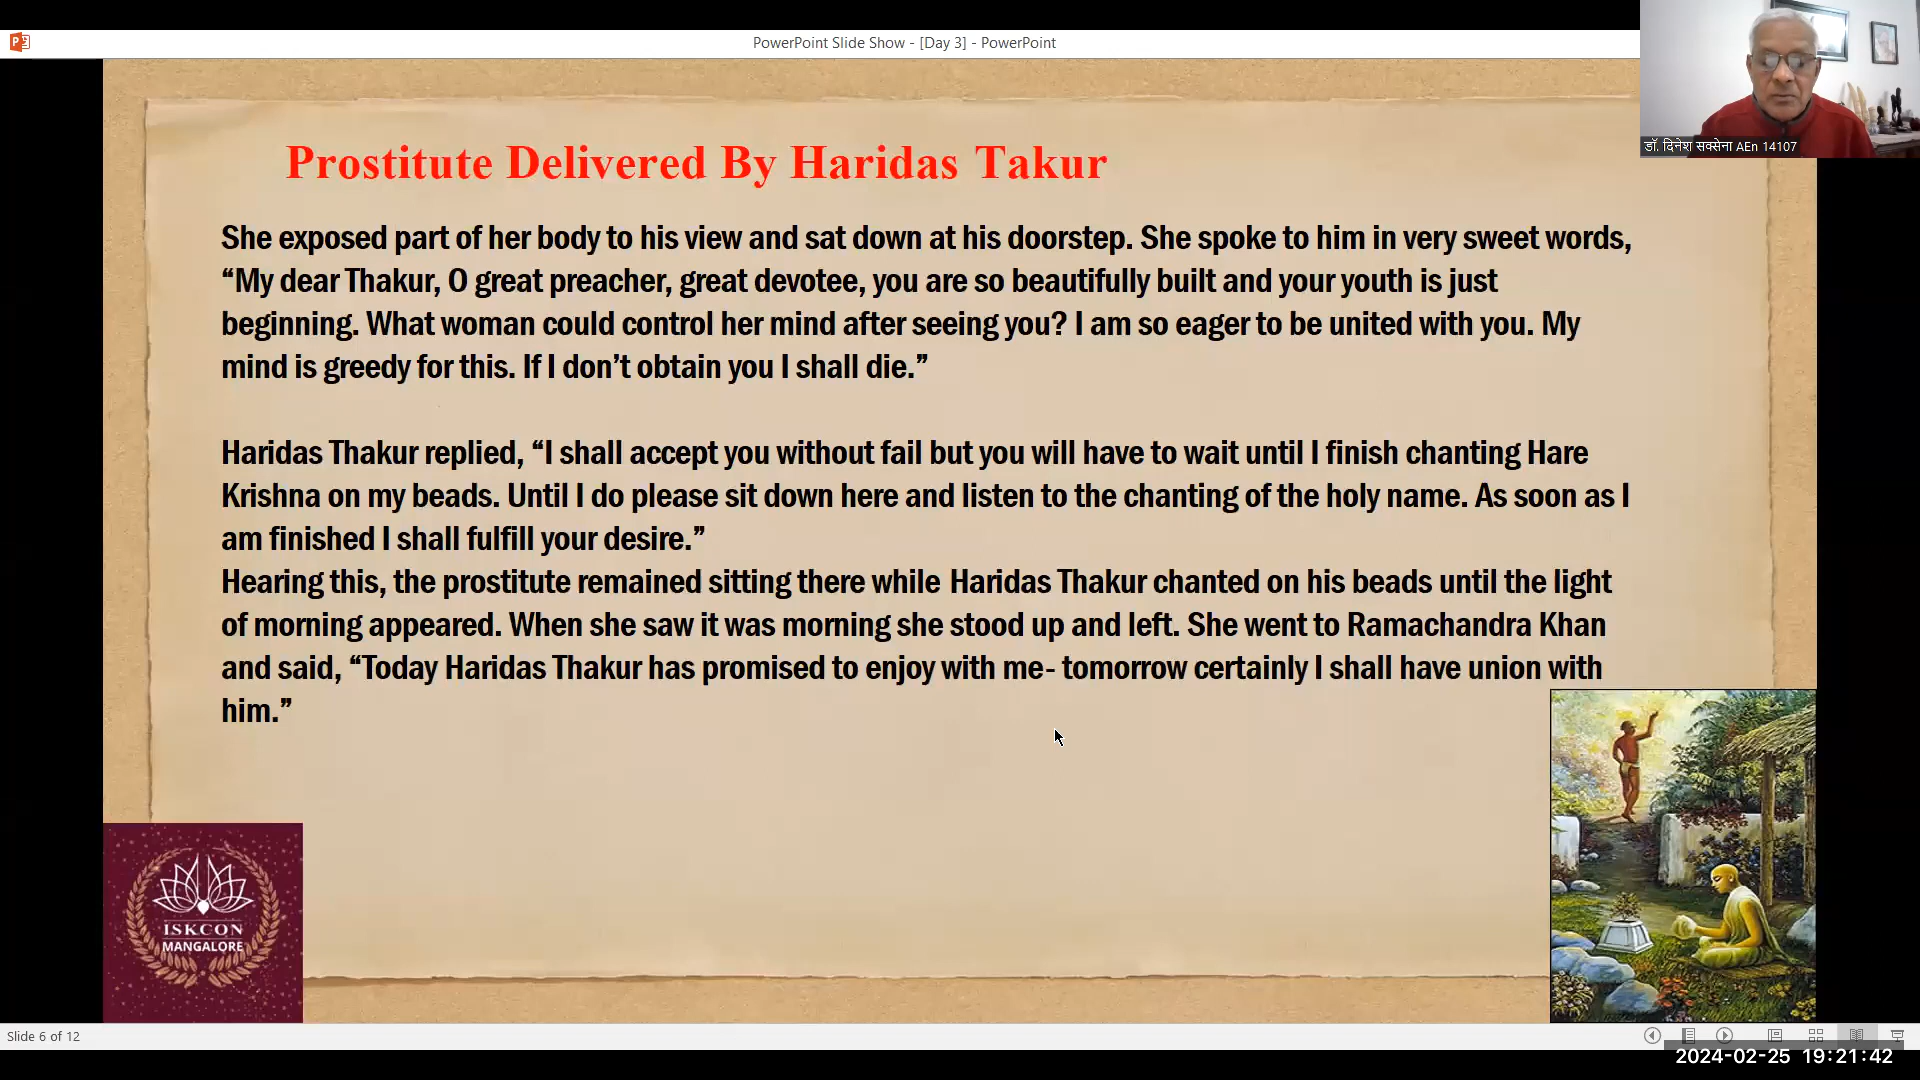 PowerPoint Slide Show - [Day 3] - PowerPoint
डॉ. दिनेश सक्सेना AEn 14107
Prostitute Delivered By Haridas Takur
She exposed part of her body to his view and sat down at his doorstep. She spoke to him in very sweet words,
“My dear Thakur, O great preacher, great devotee, you are so beautifully built and your youth is just
beginning. What woman could control her mind after seeing you? I am so eager to be united with you. My
mind is greedy for this. If I don’t obtain you I shall die.”
Haridas Thakur replied, “I shall accept you without fail but you will have to wait until I finish chanting Hare
Krishna on my beads. Until I do please sit down here and listen to the chanting of the holy name. As soon as I
am finished I shall fulfill your desire.”
Hearing this, the prostitute remained sitting there while Haridas Thakur chanted on his beads until the light
of morning appeared. When she saw it was morning she stood up and left. She went to Ramachandra Khan
and said, “Today Haridas Thakur has promised to enjoy with me- tomorrow certainly I shall have union with
him.”
ISKCON
MANGALORE
Slide 6 of 12
2024-02-25 19:21:42